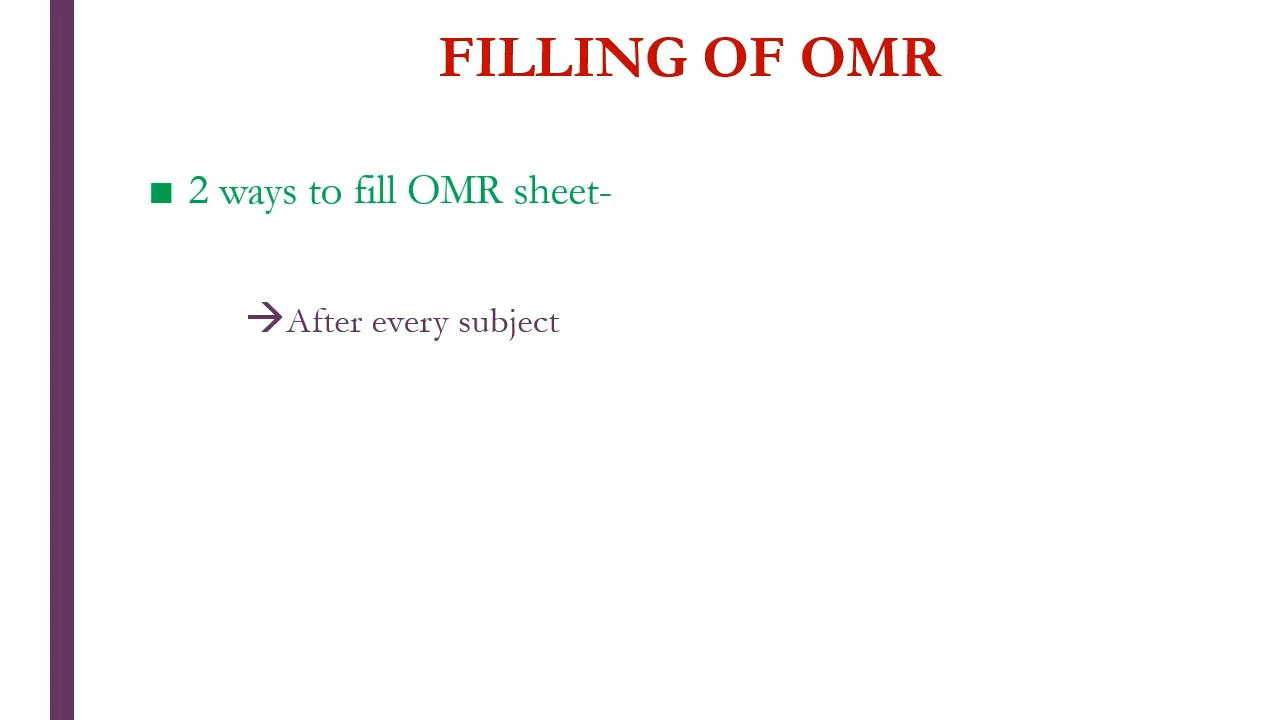 FILLING OF OMR
■ 2 ways to fill OMR sheet-
→After every subject